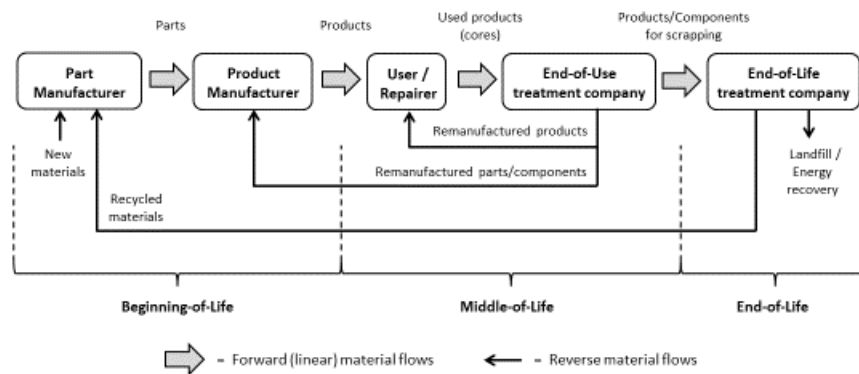 Parts
Products
Used products
(cores)
Products/Components
for scrapping
Part
Manufacturer
Product
Manufacturer
User /
Repairer
End-of-Use
treatment company
End-of-Life
treatment company
Remanufactured products
New
materials
Remanufactured parts/components
Landfill /
Energy
recovery
Recycled
materials
Beginning-of-Life
Middle-of-Life
End-of-Life
= Forward (linear) material flows
= Reverse material flows